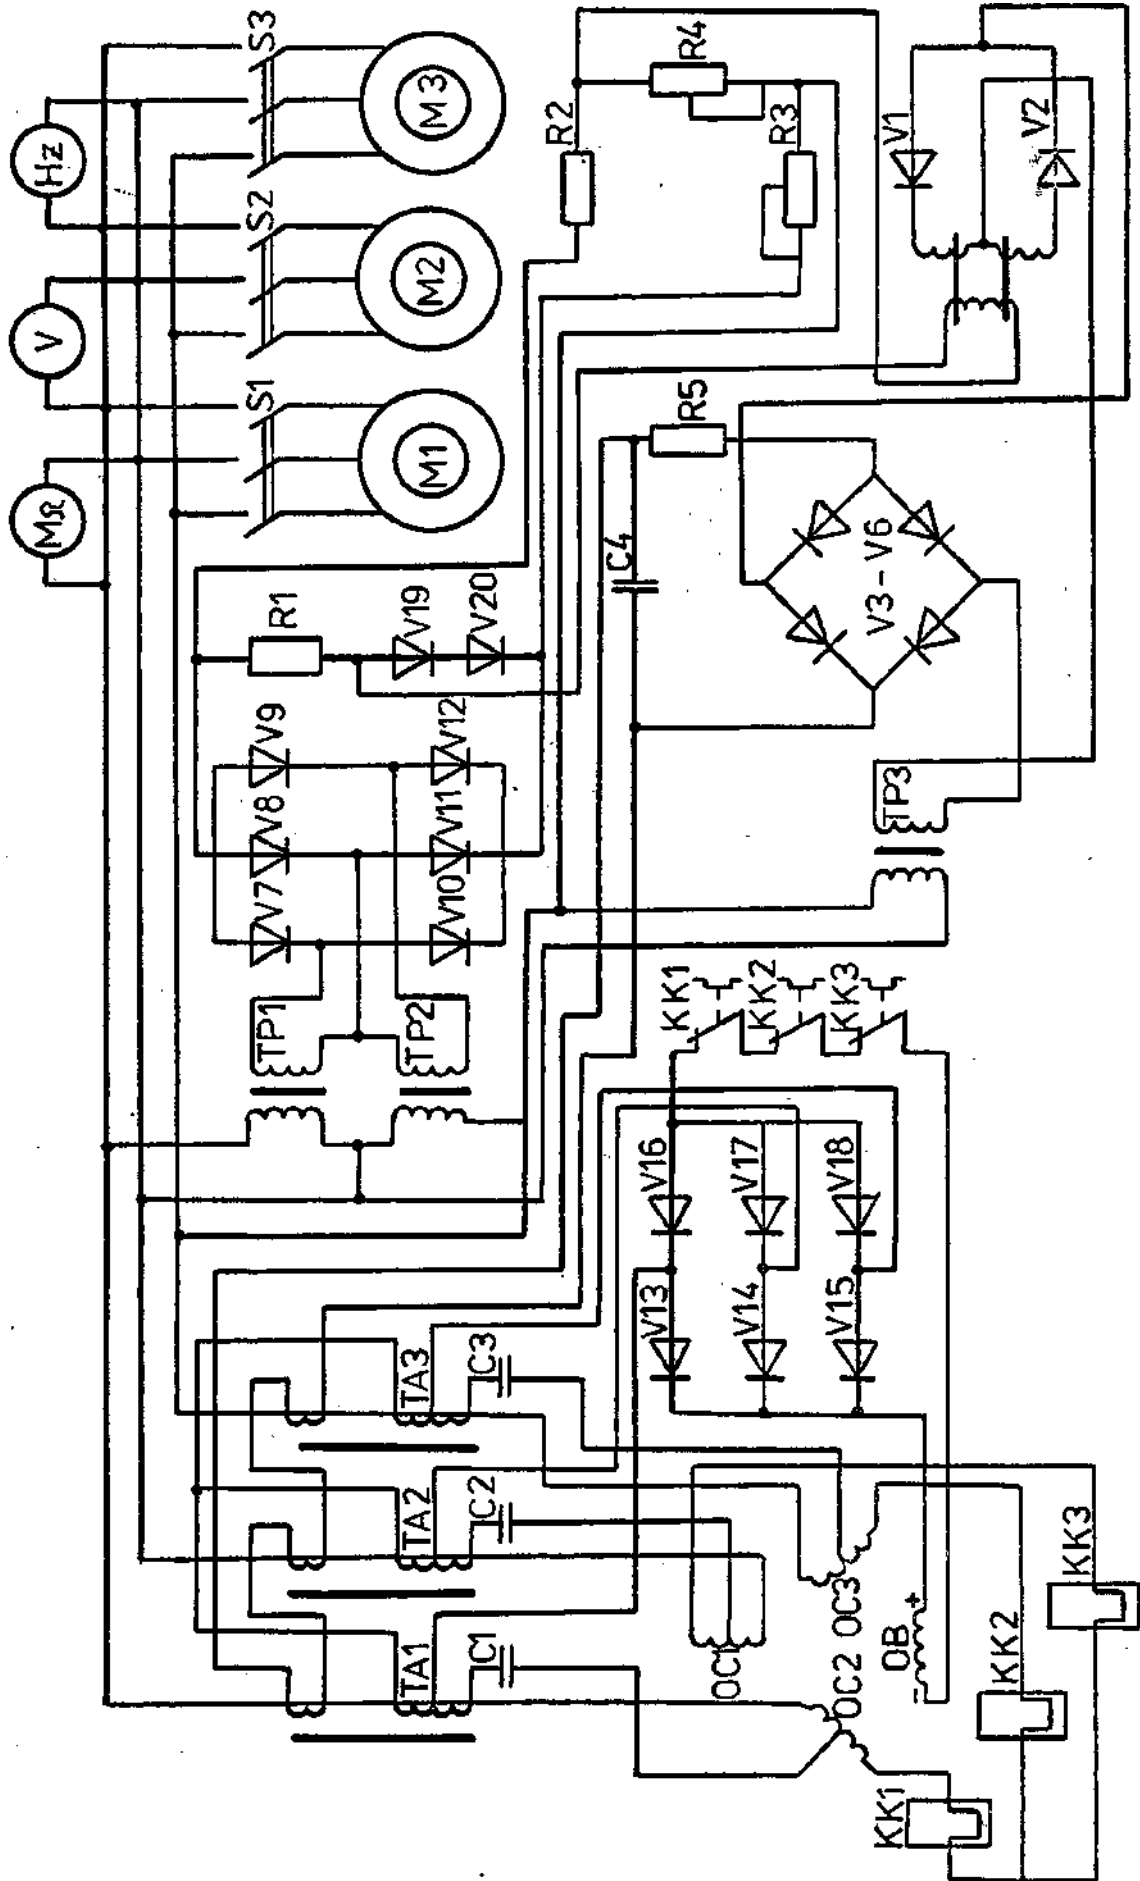 S3
Hz
M3
R4
R2
R3
V1
V2
S2
M2
V
S1
R5
M1
MΩ
C4
V3-V6
R1
V19
V20
V9
V12
V8
V11
TP3
V7
V10
TP1
TP2
KK1
KK2
KK3
V16
V17
V18
V13
V14
V15
TA3
C3
TA2
C2
TA1
C1
OC1
OC2
OC3
OB
+
-
KK1
KK2
KK3